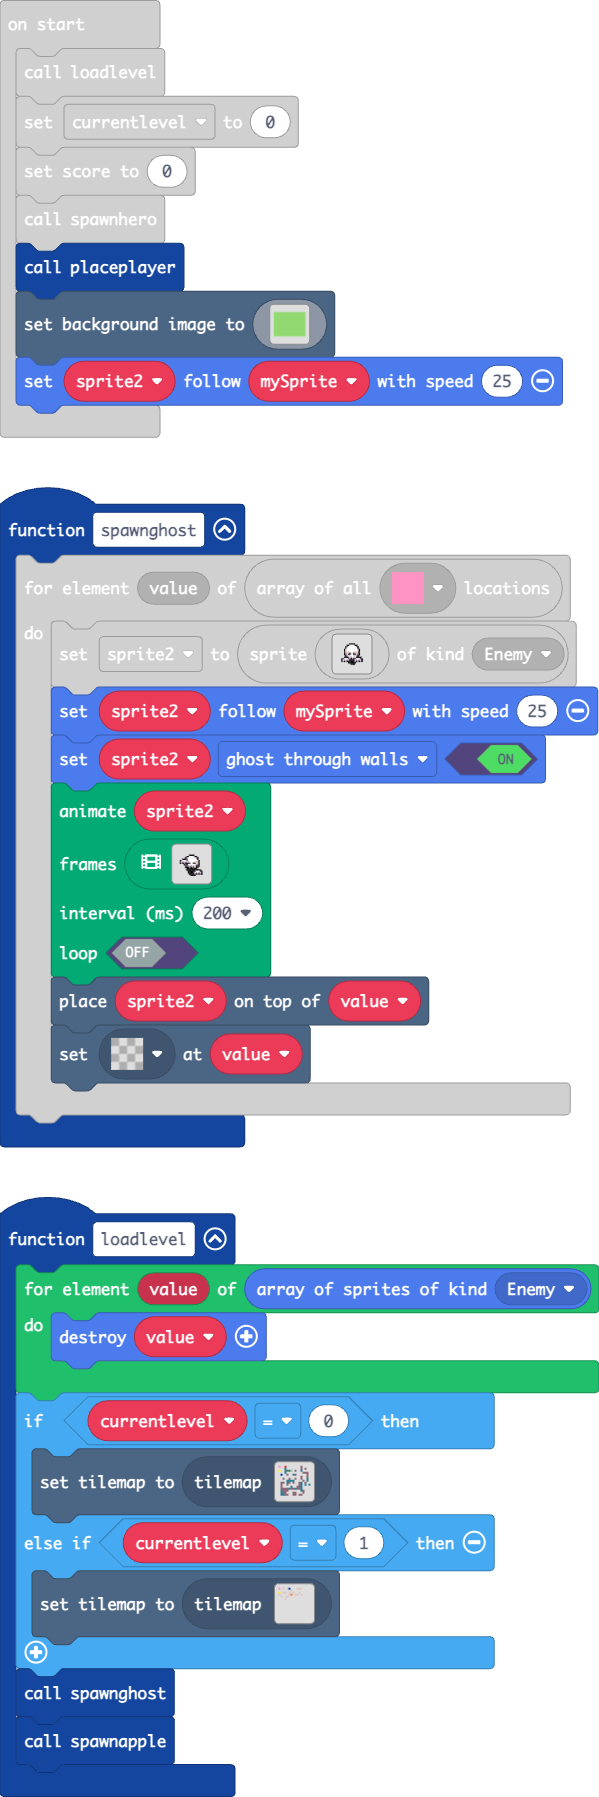 on start
call loadlevel
set currentlevel to 0
set score to 0
call spawnhero
call placeplayer
set background image to
set sprite2 follow mySprite with speed 25
function spawnghost
for element value of array of all locations
do
set sprite2 to sprite of kind Enemy
set sprite2 follow mySprite with speed 25
set sprite2 ghost through walls ON
animate sprite2
frames
interval (ms) 200
loop OFF
place sprite2 on top of value
set at value
function loadlevel
for element value of array of sprites of kind Enemy
do
destroy value
if currentlevel = 0 then
set tilemap to tilemap
else if currentlevel = 1 then
set tilemap to tilemap
call spawnghost
call spawnapple